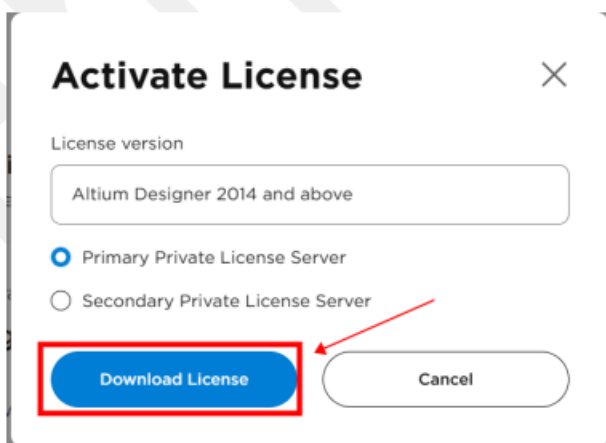 Activate License
License version
Altium Designer 2014 and above
Primary Private License Server
Secondary Private License Server
Download License
Cancel